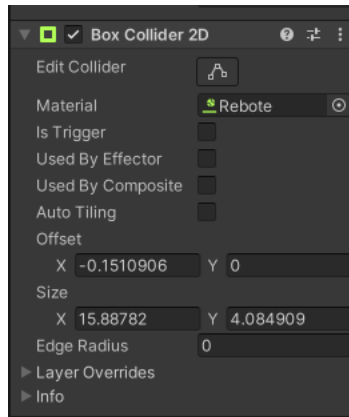 Box Collider 2D
Edit Collider
Material Rebote
Is Trigger
Used By Effector
Used By Composite
Auto Tiling
Offset
X -0.1510906 Y 0
Size
X 15.88782 Y 4.084909
Edge Radius 0
Layer Overrides
Info